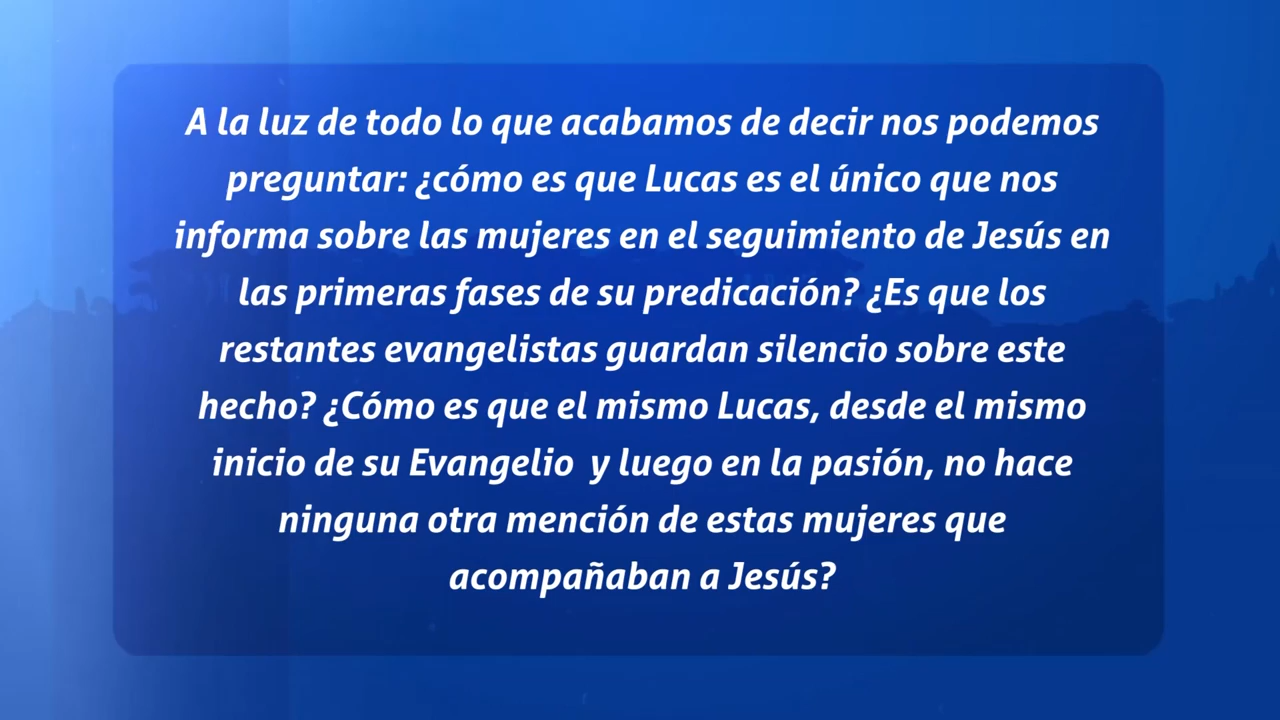 A la luz de todo lo que acabamos de decir nos podemos
preguntar: ¿cómo es que Lucas es el único que nos
informa sobre las mujeres en el seguimiento de Jesús en
las primeras fases de su predicación? ¿Es que los
restantes evangelistas guardan silencio sobre este
hecho? ¿Cómo es que el mismo Lucas, desde el mismo
inicio de su Evangelio  y luego en la pasión, no hace
ninguna otra mención de estas mujeres que
acompañaban a Jesús?